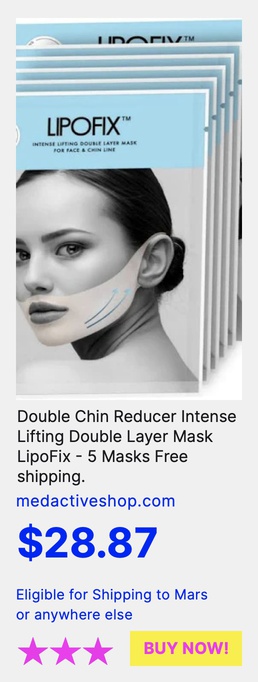 LIPOFIX™
LIPOFIX™
INTENSE LIFTING DOUBLE LAYER MASK
FOR FACE & CHIN LINE
Double Chin Reducer Intense
Lifting Double Layer Mask
LipoFix - 5 Masks Free
shipping.
medactiveshop.com
$28.87
Eligible for Shipping to Mars
or anywhere else
BUY NOW!